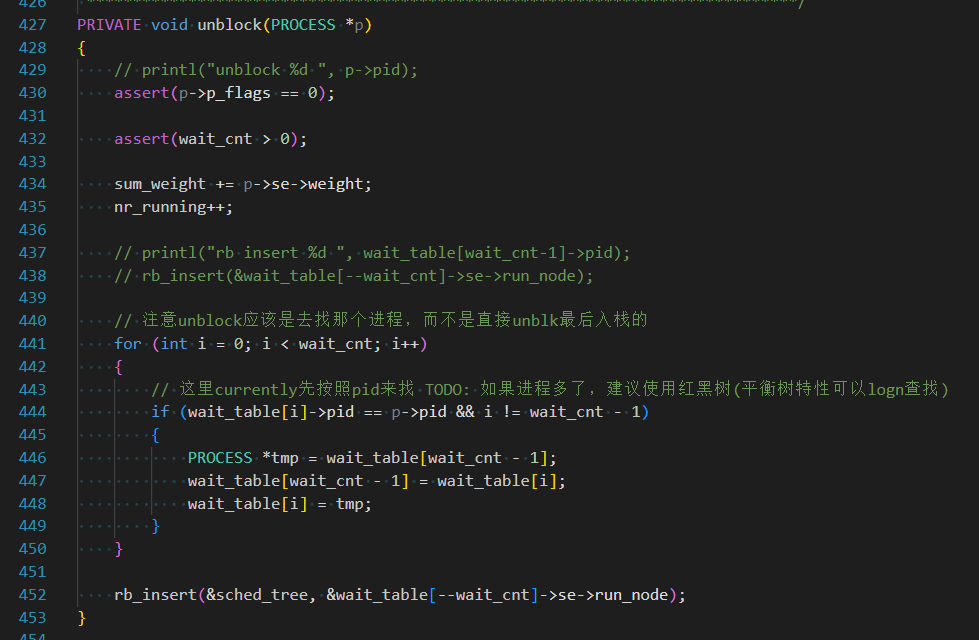 426 ******************************************************************************/
427 PRIVATE void unblock(PROCESS *p)
428 {
429     // printl("unblock %d ", p->pid);
430     assert(p->p_flags == 0);
431
432     assert(wait_cnt > 0);
433
434     sum_weight += p->se->weight;
435     nr_running++;
436
437     // printl("rb insert %d ", wait_table[wait_cnt-1]->pid);
438     // rb_insert(&wait_table[--wait_cnt]->se->run_node);
439
440     // 注意unblock应该是去找那个进程，而不是直接unblk最后入栈的
441     for (int i = 0; i < wait_cnt; i++)
442     {
443         // 这里currently先按照pid来找 TODO: 如果进程多了，建议使用红黑树(平衡树特性可以logn查找)
444         if (wait_table[i]->pid == p->pid && i != wait_cnt - 1)
445         {
446             PROCESS *tmp = wait_table[wait_cnt - 1];
447             wait_table[wait_cnt - 1] = wait_table[i];
448             wait_table[i] = tmp;
449         }
450     }
451
452     rb_insert(&sched_tree, &wait_table[--wait_cnt]->se->run_node);
453 }
454